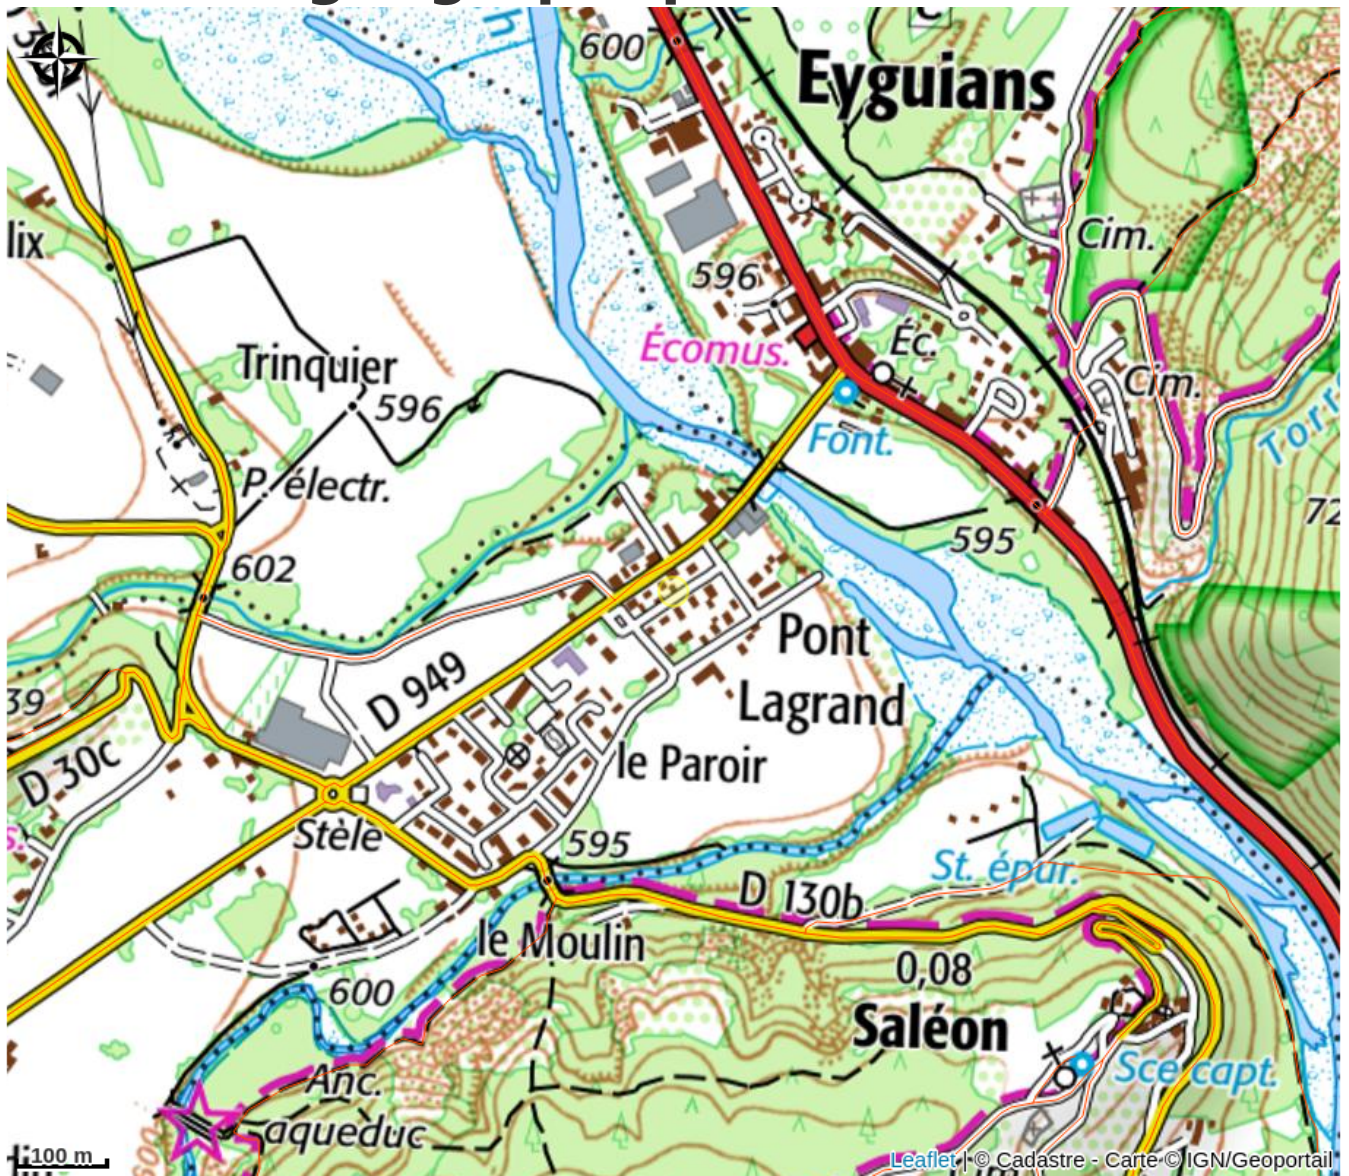 600
Eyguians
lix
Cim.
596
Écomus.
Éc.
Trinquier
596
Cim.
Font.
Torr
P. électr.
595
72
602
Pont
Lagrand
39
D 949
le Paroir
D 30c
Stèle
595
s.
St. épur.
D 130b
le Moulin
0,08
600
Saléon
Anc.
aqueduc
Sce capt.
600
100 m
Leaflet | © Cadastre - Carte © IGN/Geoportail